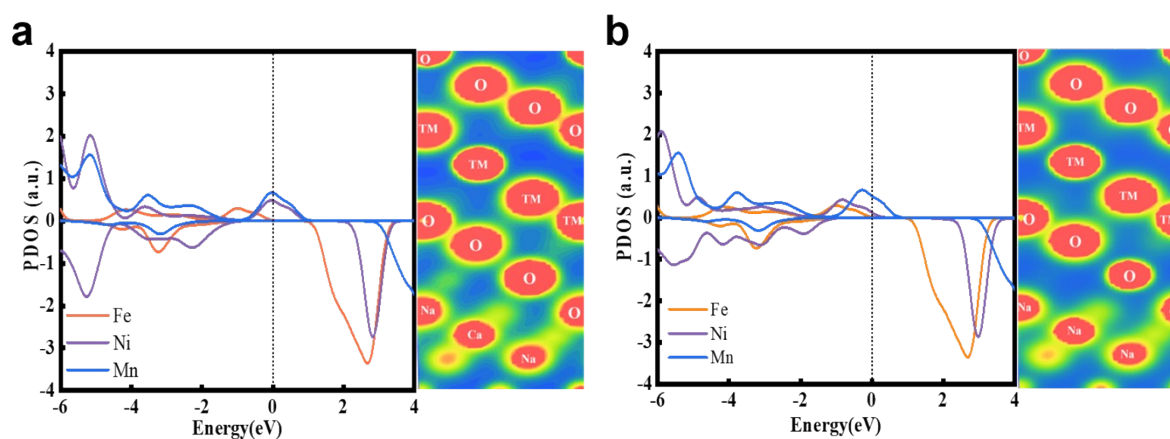 a
4
3
2
1
0
-1
-2
-3
-4
PDOS (a.u.)
-6 -4 -2 0 2 4
Energy(eV)
Fe
Ni
Mn
O
O
O
O
TM
TM
TM
TM
O
O
O
Na
O
Ca
Na
b
4
3
2
1
0
-1
-2
-3
-4
PDOS (a.u.)
-6 -4 -2 0 2 4
Energy(eV)
Fe
Ni
Mn
O
O
O
TM
TM
TM
TM
O
O
O
Na
Na
Na